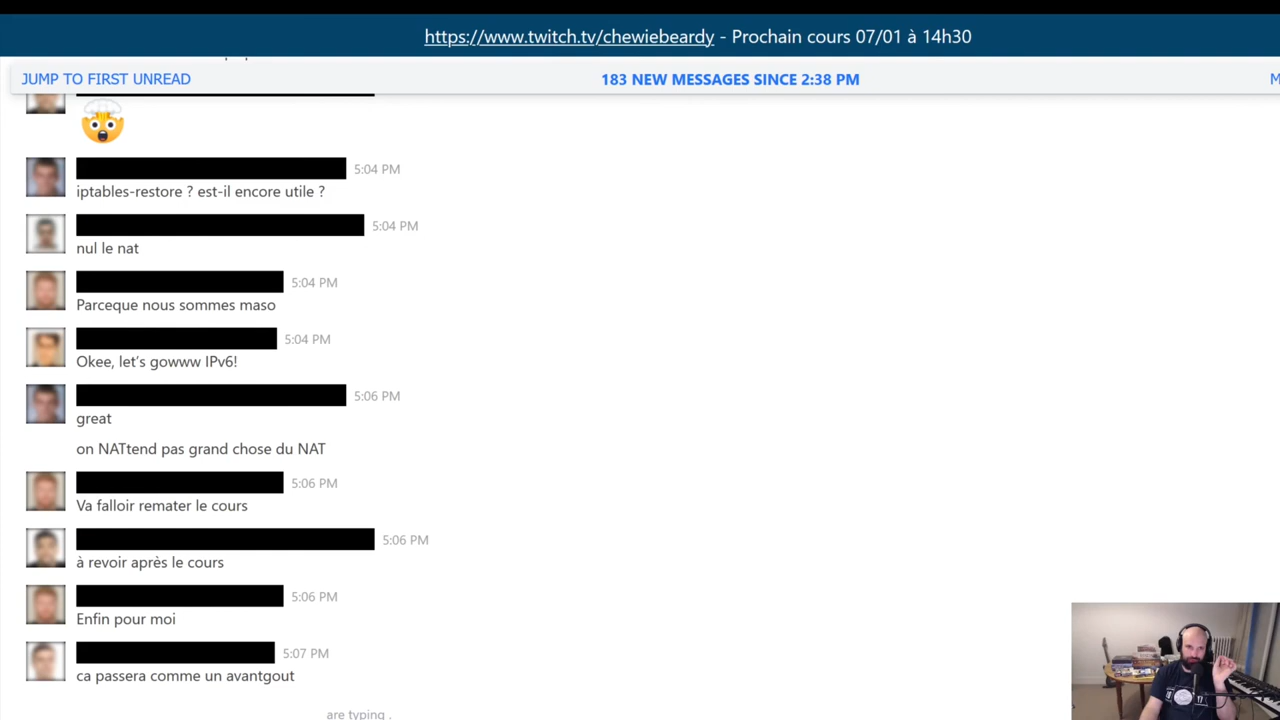 https://www.twitch.tv/chewiebeardy - Prochain cours 07/01 à 14h30
JUMP TO FIRST UNREAD
183 NEW MESSAGES SINCE 2:38 PM
M
5:04 PM
iptables-restore ? est-il encore utile ?
5:04 PM
nul le nat
5:04 PM
Parceque nous sommes maso
5:04 PM
Okee, let's gowww IPv6!
5:06 PM
great
on NATtend pas grand chose du NAT
5:06 PM
Va falloir remater le cours
5:06 PM
à revoir après le cours
5:06 PM
Enfin pour moi
5:07 PM
ca passera comme un avantgout
are typing .